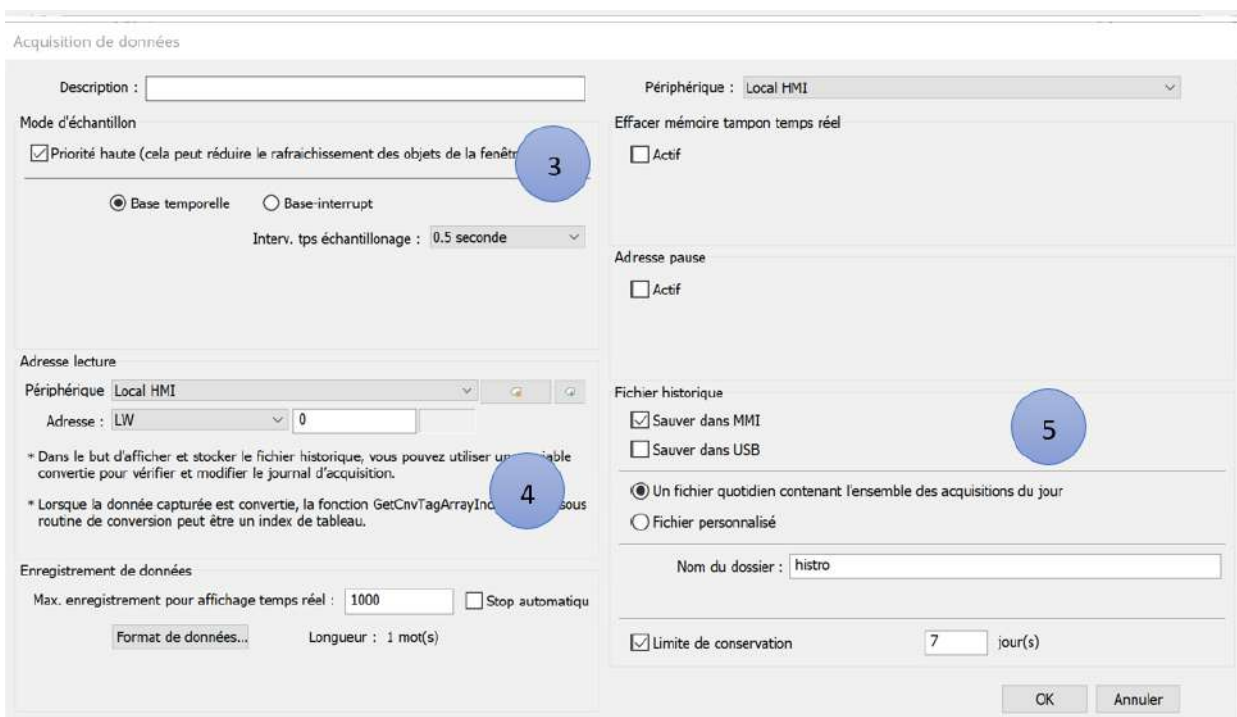 Acquisition de données
Description :
Mode d'échantillon
Priorité haute (cela peut réduire le rafraichissement des objets de la fenêtr
3
Base temporelle Base-interrupt
Interv. tps échantillonage : 0.5 seconde
Adresse lecture
Périphérique Local HMI
Adresse : LW 0
* Dans le but d'afficher et stocker le fichier historique, vous pouvez utiliser un iable
convertie pour vérifier et modifier le journal d'acquisition.
* Lorsque la donnée capturée est convertie, la fonction GetCnvTagArrayInd sous
routine de conversion peut être un index de tableau.
4
Enregistrement de données
Max. enregistrement pour affichage temps réel : 1000 Stop automatiqu
Format de données... Longueur : 1 mot(s)
Périphérique : Local HMI
Effacer mémoire tampon temps réel
Actif
Adresse pause
Actif
Fichier historique
Sauver dans MMI
Sauver dans USB
5
Un fichier quotidien contenant l'ensemble des acquisitions du jour
Fichier personnalisé
Nom du dossier : histro
Limite de conservation 7 jour(s)
OK Annuler